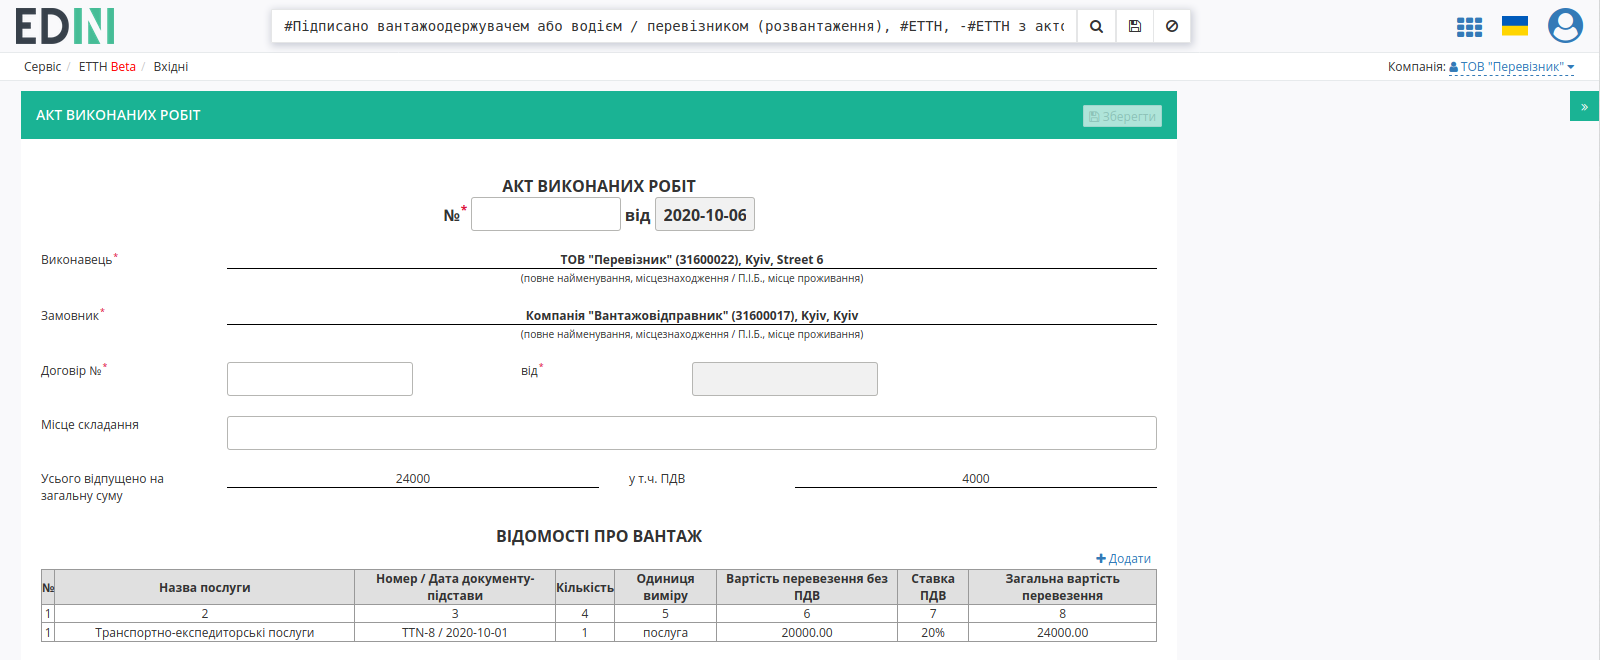 EDIN
#Підписано вантажоодержувачем або водієм / перевізником (розвантаження), #ЕТТН, -#ЕТТН з акто
Сервіс / ЕТТН Beta / Вхідні
Компанія: ТОВ "Перевізник"
АКТ ВИКОНАНИХ РОБІТ
Зберегти
»
АКТ ВИКОНАНИХ РОБІТ
№* від 2020-10-06
Виконавець* ТОВ "Перевізник" (31600022), Kyiv, Street 6
(повне найменування, місцезнаходження / П.І.Б., місце проживання)
Замовник* Компанія "Вантажовідправник" (31600017), Kyiv, Kyiv
(повне найменування, місцезнаходження / П.І.Б., місце проживання)
Договір №* від*
Місце складання
Усього відпущено на загальну суму 24000 у т.ч. ПДВ 4000
ВІДОМОСТІ ПРО ВАНТАЖ
Додати
№ Назва послуги Номер / Дата документу-підстави Кількість Одиниця виміру Вартість перевезення без ПДВ Ставка ПДВ Загальна вартість перевезення
1 2 3 4 5 6 7 8
1 Транспортно-експедиторські послуги TTN-8 / 2020-10-01 1 послуга 20000.00 20% 24000.00